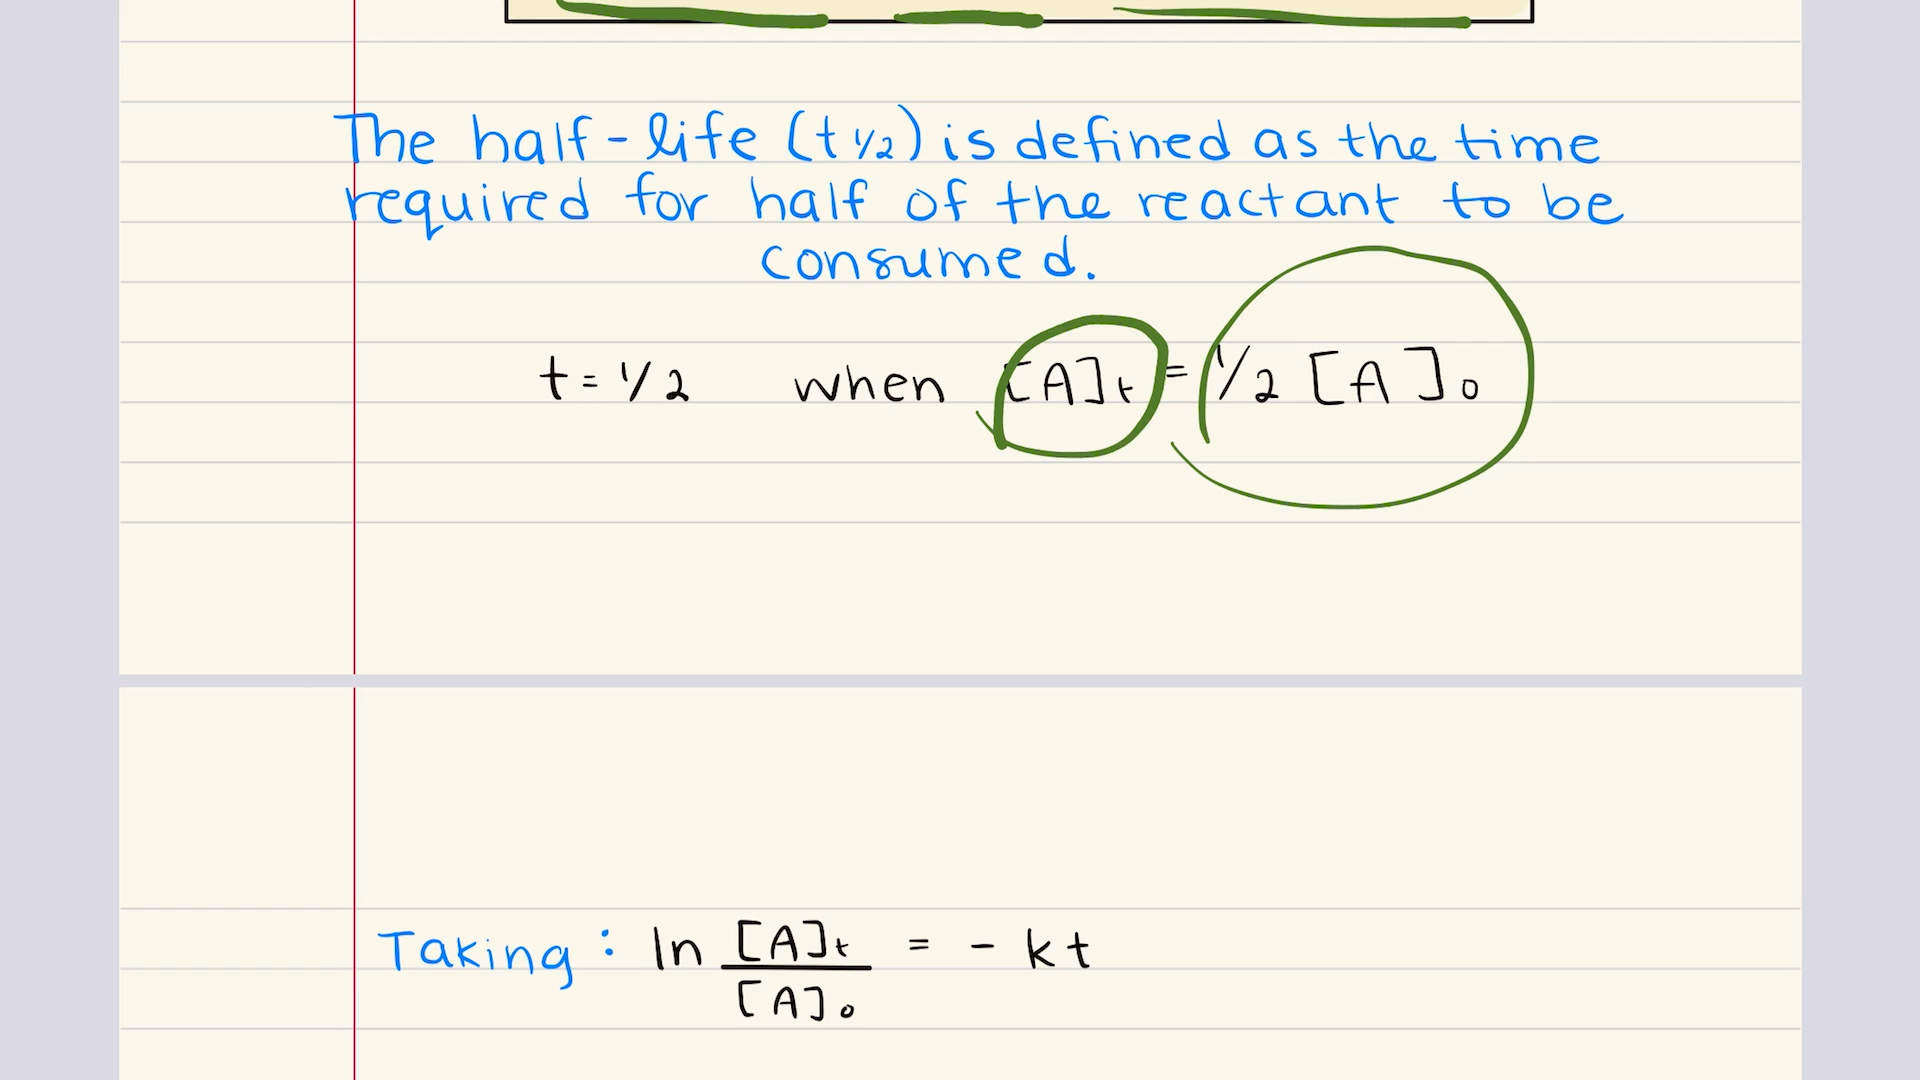 The half-life (t ½) is defined as the time
required for half of the reactant to be
consumed.
t = ½ when [A]t = ½ [A]₀
Taking : ln [A]t / [A]₀ = - kt